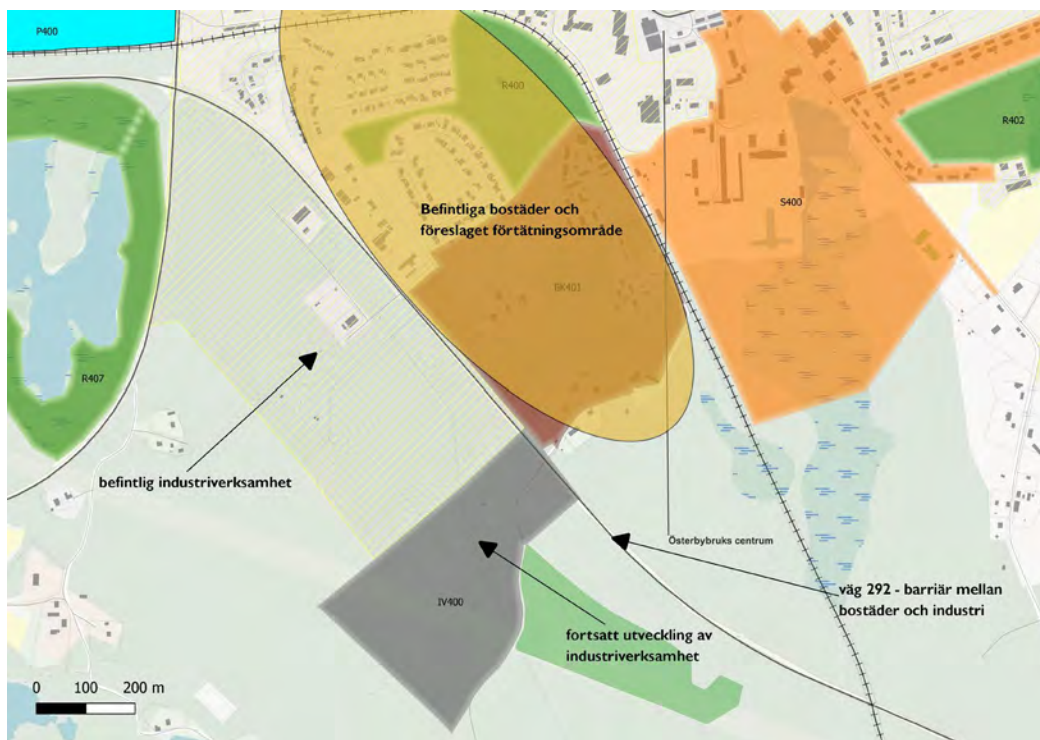 P400
R400
R402
S400
Befintliga bostäder och
föreslaget förtätningsområde
BK401
R407
befintlig industriverksamhet
Österbybruks centrum
väg 292 - barriär mellan
bostäder och industri
IV400
fortsatt utveckling av
industriverksamhet
0 100 200 m